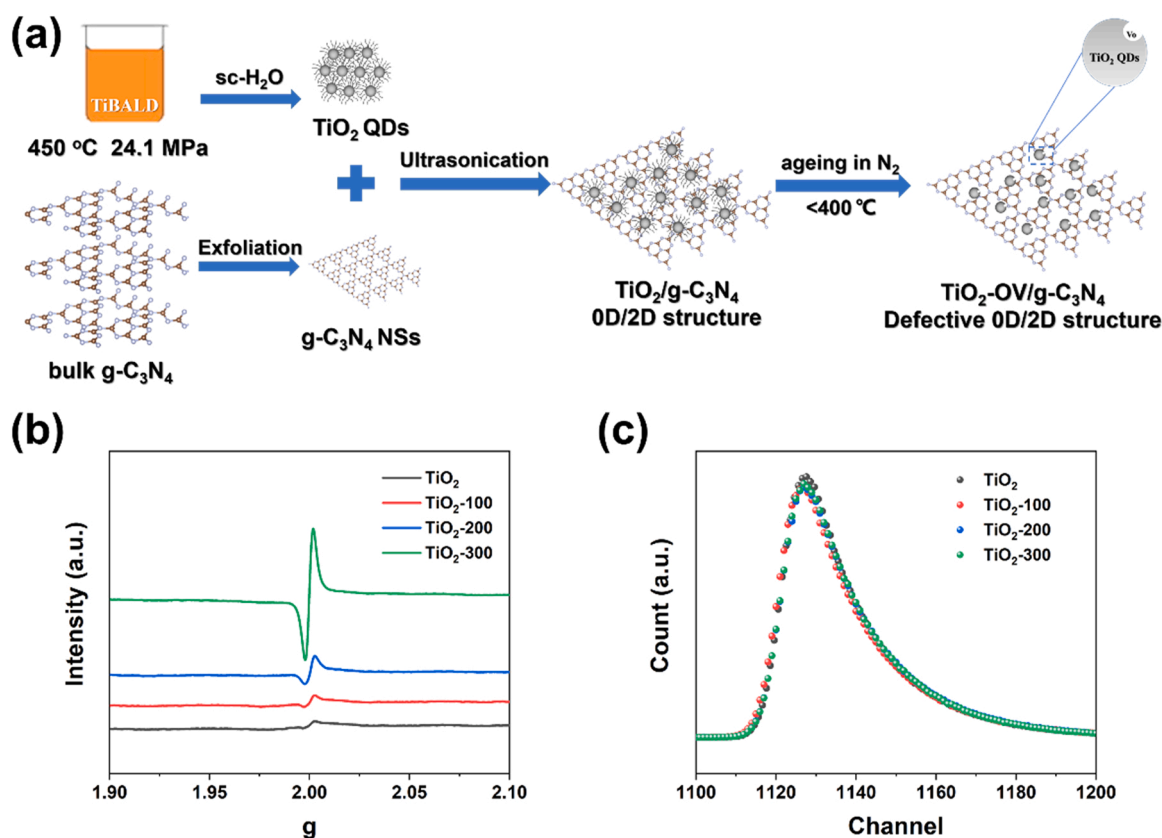 (a)
TiBALD
450 °C 24.1 MPa
sc-H₂O
TiO₂ QDs
bulk g-C₃N₄
Exfoliation
g-C₃N₄ NSs
Ultrasonication
TiO₂/g-C₃N₄
0D/2D structure
ageing in N₂
<400 ℃
Vo
TiO₂ QDs
TiO₂-OV/g-C₃N₄
Defective 0D/2D structure
(b)
Intensity (a.u.)
TiO₂
TiO₂-100
TiO₂-200
TiO₂-300
1.90 1.95 2.00 2.05 2.10
g
(c)
Count (a.u.)
TiO₂
TiO₂-100
TiO₂-200
TiO₂-300
1100 1120 1140 1160 1180 1200
Channel